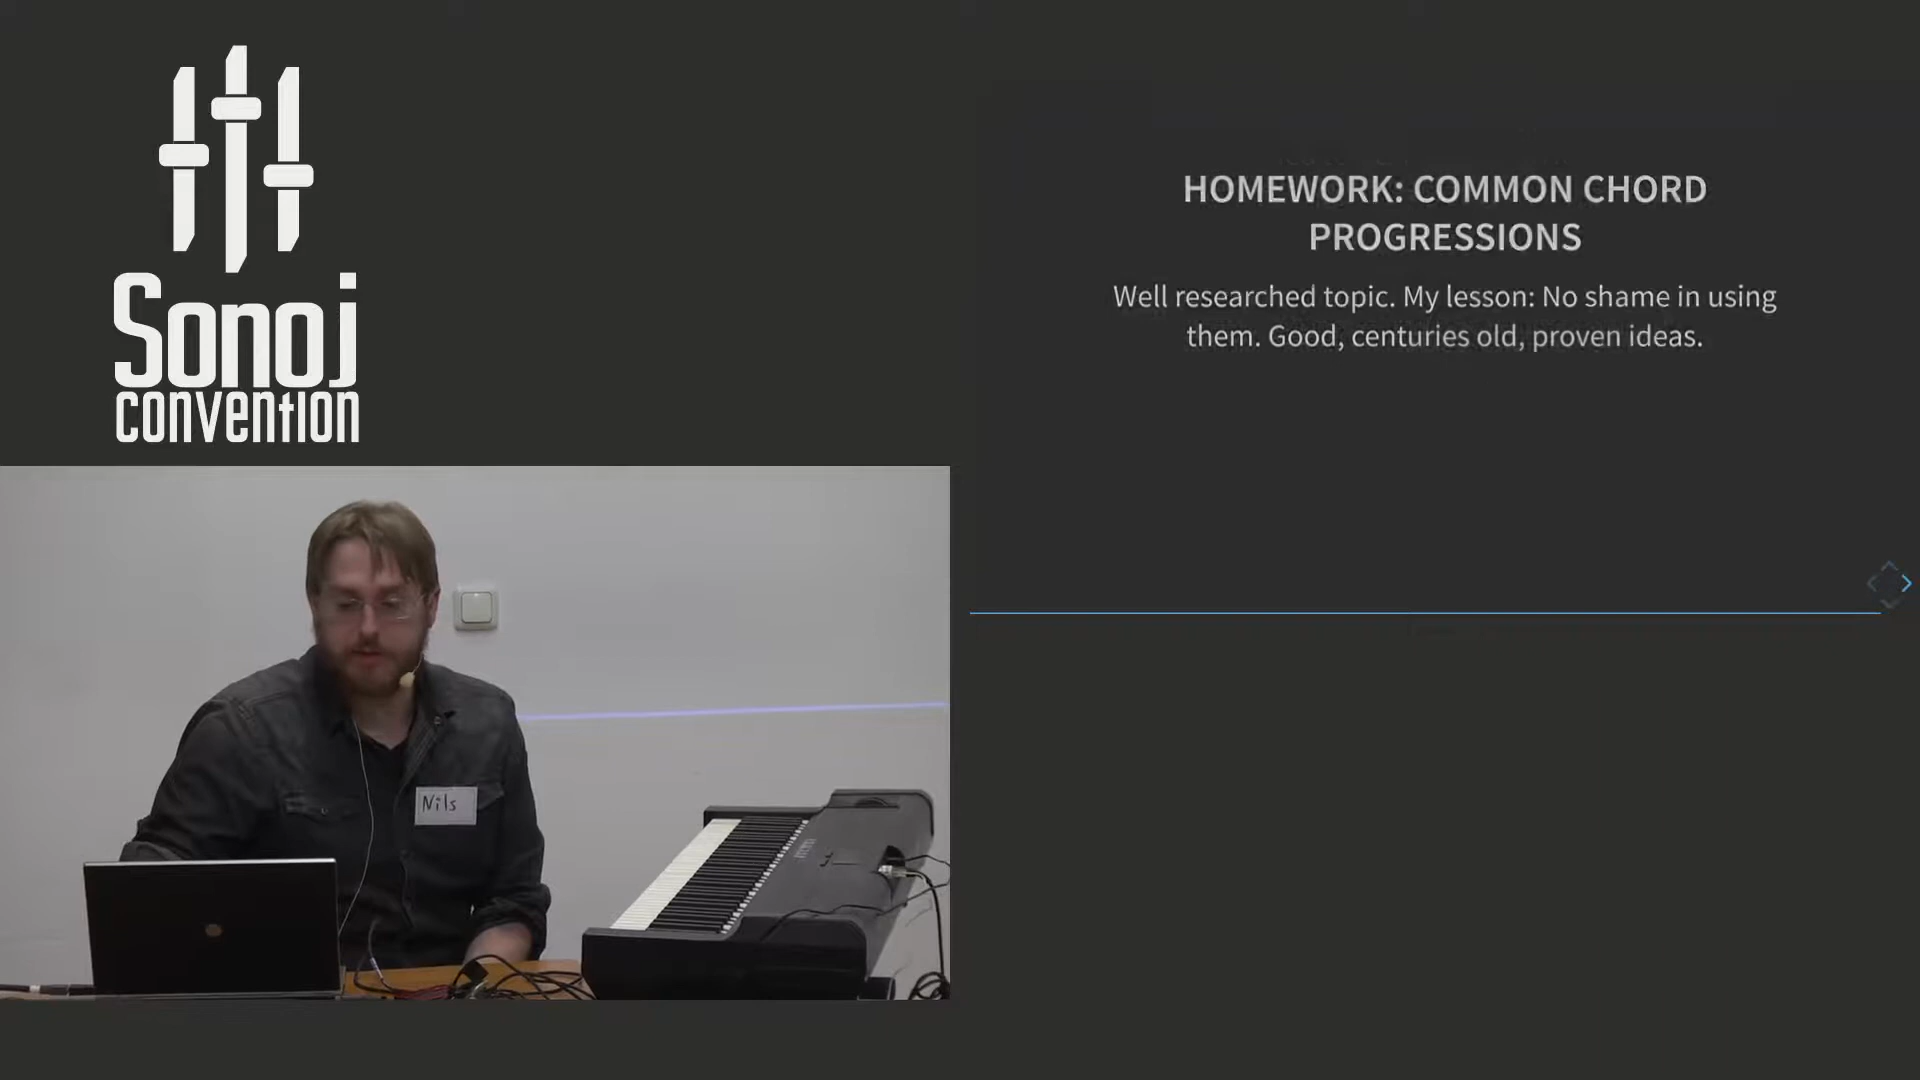 Sonoj
convention
HOMEWORK: COMMON CHORD
PROGRESSIONS
Well researched topic. My lesson: No shame in using
them. Good, centuries old, proven ideas.
Nils